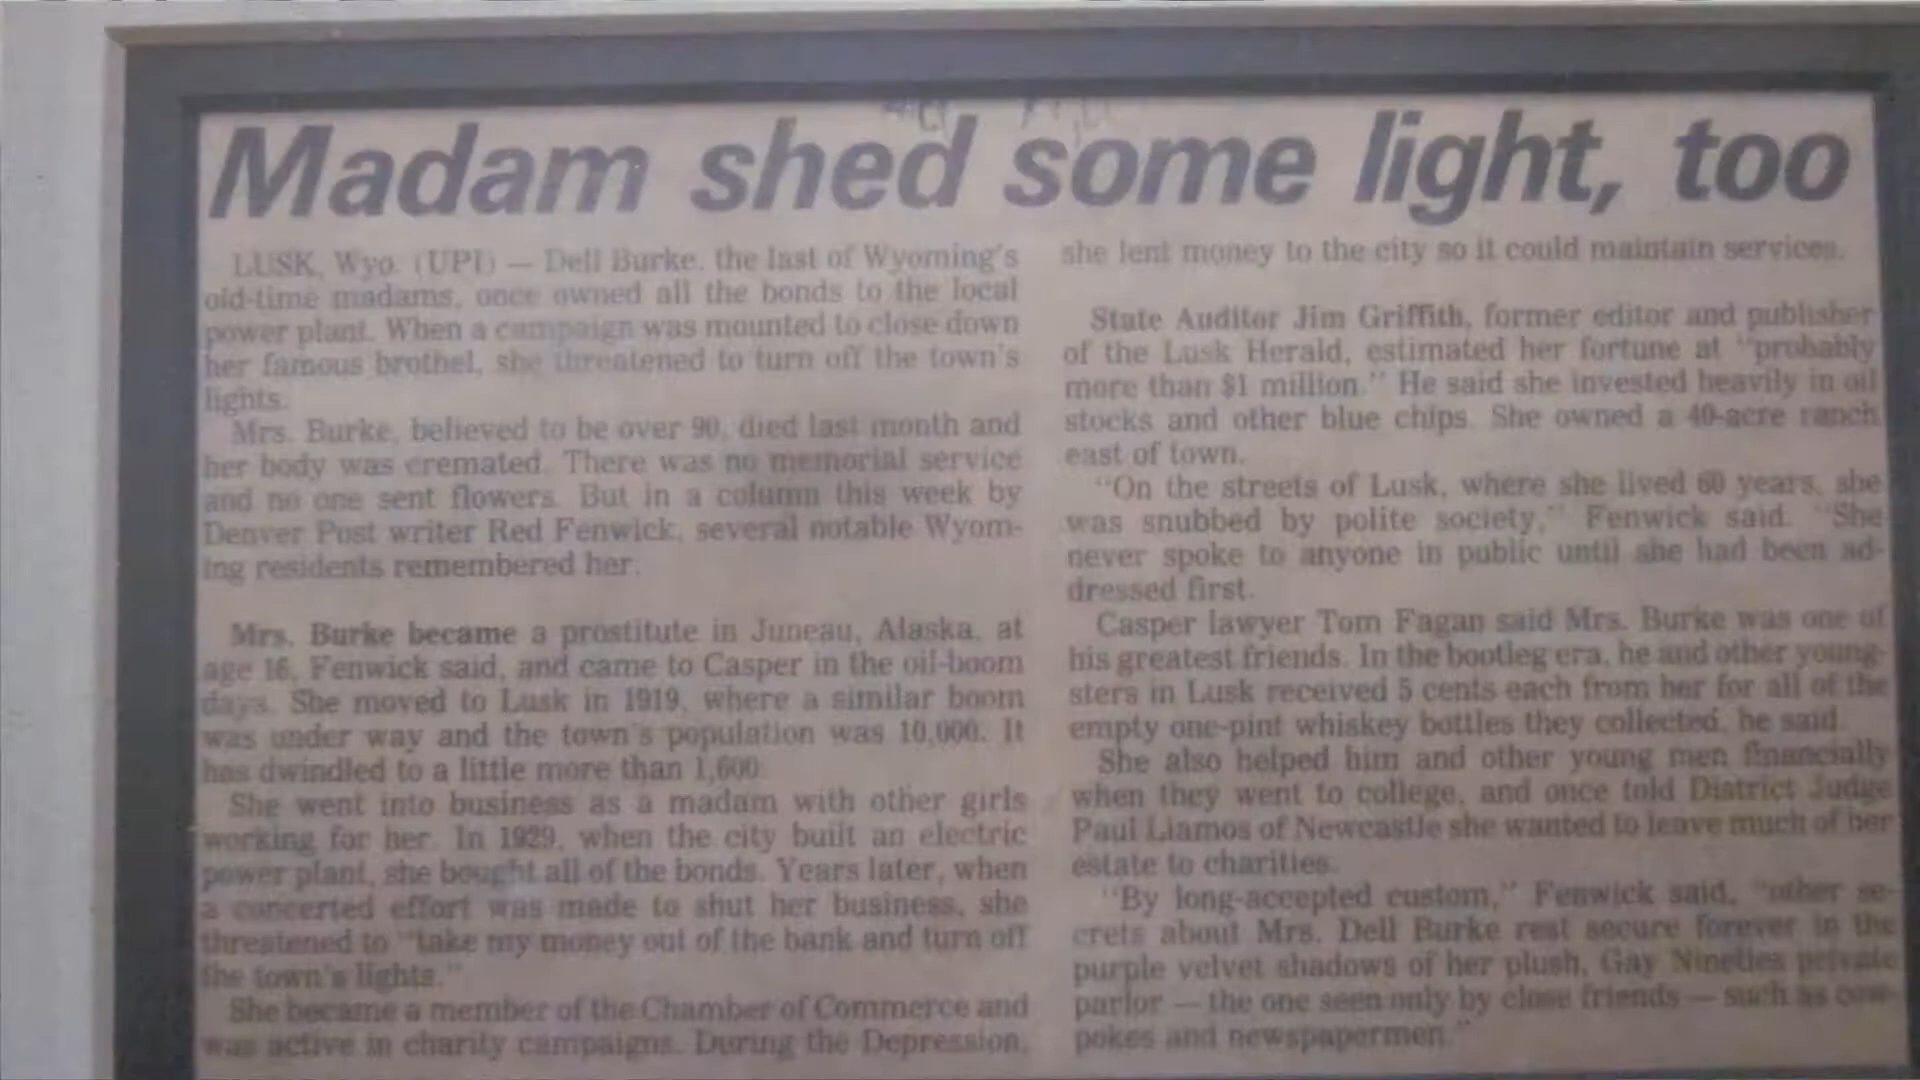 Madam shed some light, too
LUSK, Wyo. (UPI) — Dell Burke, the last of Wyoming's
old-time madams, once owned all the bonds to the local
power plant. When a campaign was mounted to close down
her famous brothel, she threatened to turn off the town's
lights.
Mrs. Burke, believed to be over 90, died last month and
her body was cremated. There was no memorial service
and no one sent flowers. But in a column this week by
Denver Post writer Red Fenwick, several notable Wyom-
ing residents remembered her.
Mrs. Burke became a prostitute in Juneau, Alaska, at
age 16, Fenwick said, and came to Casper in the oil-boom
days. She moved to Lusk in 1919, where a similar boom
was under way and the town's population was 10,000. It
has dwindled to a little more than 1,600.
She went into business as a madam with other girls
working for her. In 1929, when the city built an electric
power plant, she bought all of the bonds. Years later, when
a concerted effort was made to shut her business, she
threatened to "take my money out of the bank and turn off
the town's lights."
She became a member of the Chamber of Commerce and
was active in charity campaigns. During the Depression,
she lent money to the city so it could maintain services.
State Auditor Jim Griffith, former editor and publisher
of the Lusk Herald, estimated her fortune at "probably
more than $1 million." He said she invested heavily in oil
stocks and other blue chips. She owned a 40-acre ranch
east of town.
"On the streets of Lusk, where she lived 60 years, she
was snubbed by polite society," Fenwick said. "She
never spoke to anyone in public until she had been ad-
dressed first.
Casper lawyer Tom Fagan said Mrs. Burke was one of
his greatest friends. In the bootleg era, he and other young-
sters in Lusk received 5 cents each from her for all of the
empty one-pint whiskey bottles they collected, he said.
She also helped him and other young men financially
when they went to college, and once told District Judge
Paul Liamos of Newcastle she wanted to leave much of her
estate to charities.
"By long-accepted custom," Fenwick said, "other se-
crets about Mrs. Dell Burke rest secure forever in the
purple velvet shadows of her plush, Gay Nineties private
parlor — the one seen only by close friends — such as cow-
pokes and newspapermen."